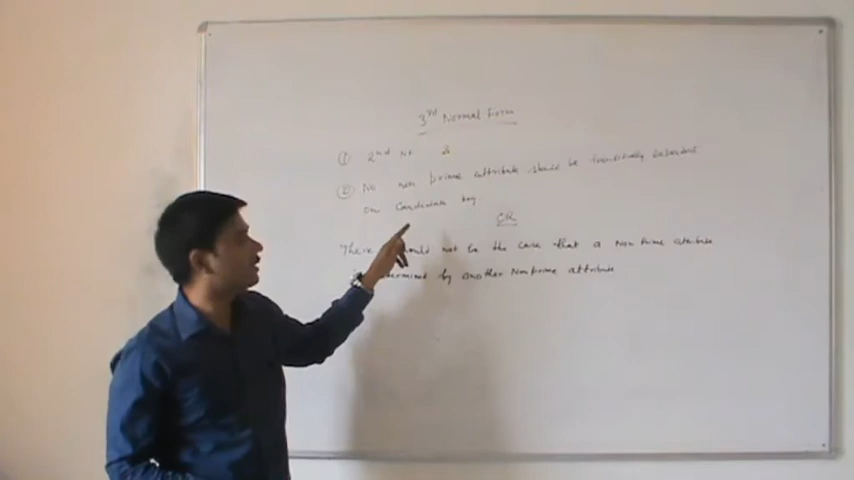 3rd Normal Form
① 2nd NF &
② No non prime attribute should be transitively dependent
on Candidate key
OR
There should not be the case that a Non Prime attribute
determined by another Nonprime attribute